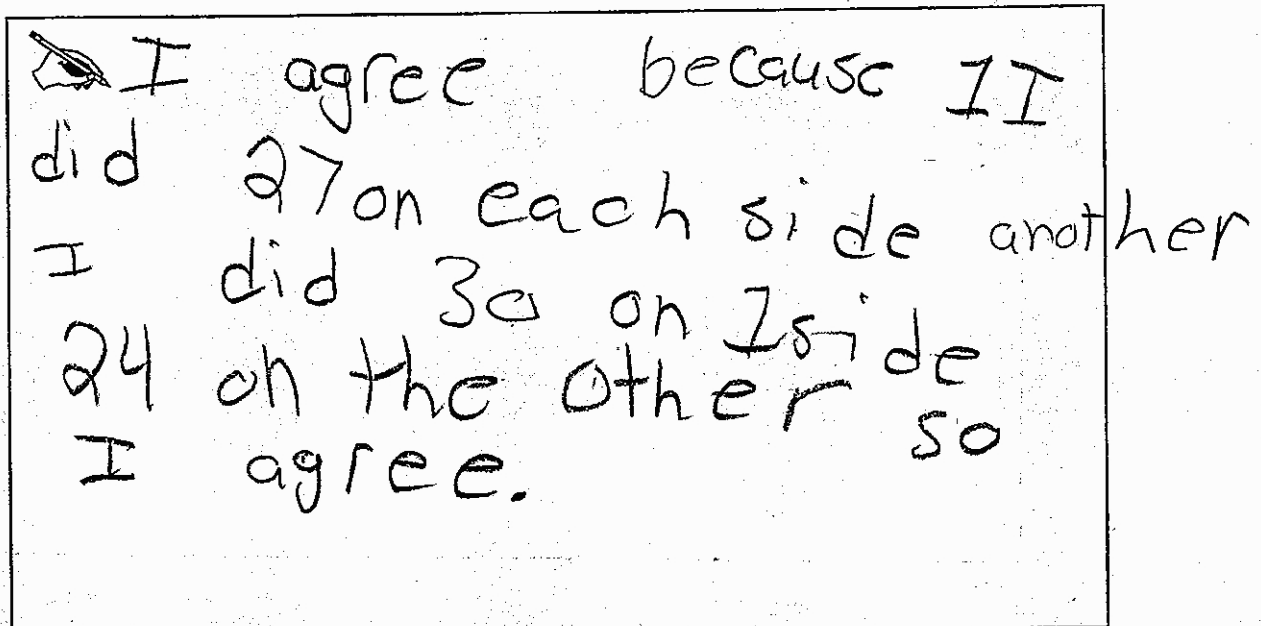 I agree because 1 I
did 27 on each side another
I did 30 on 1 side
24 on the other so
I agree.